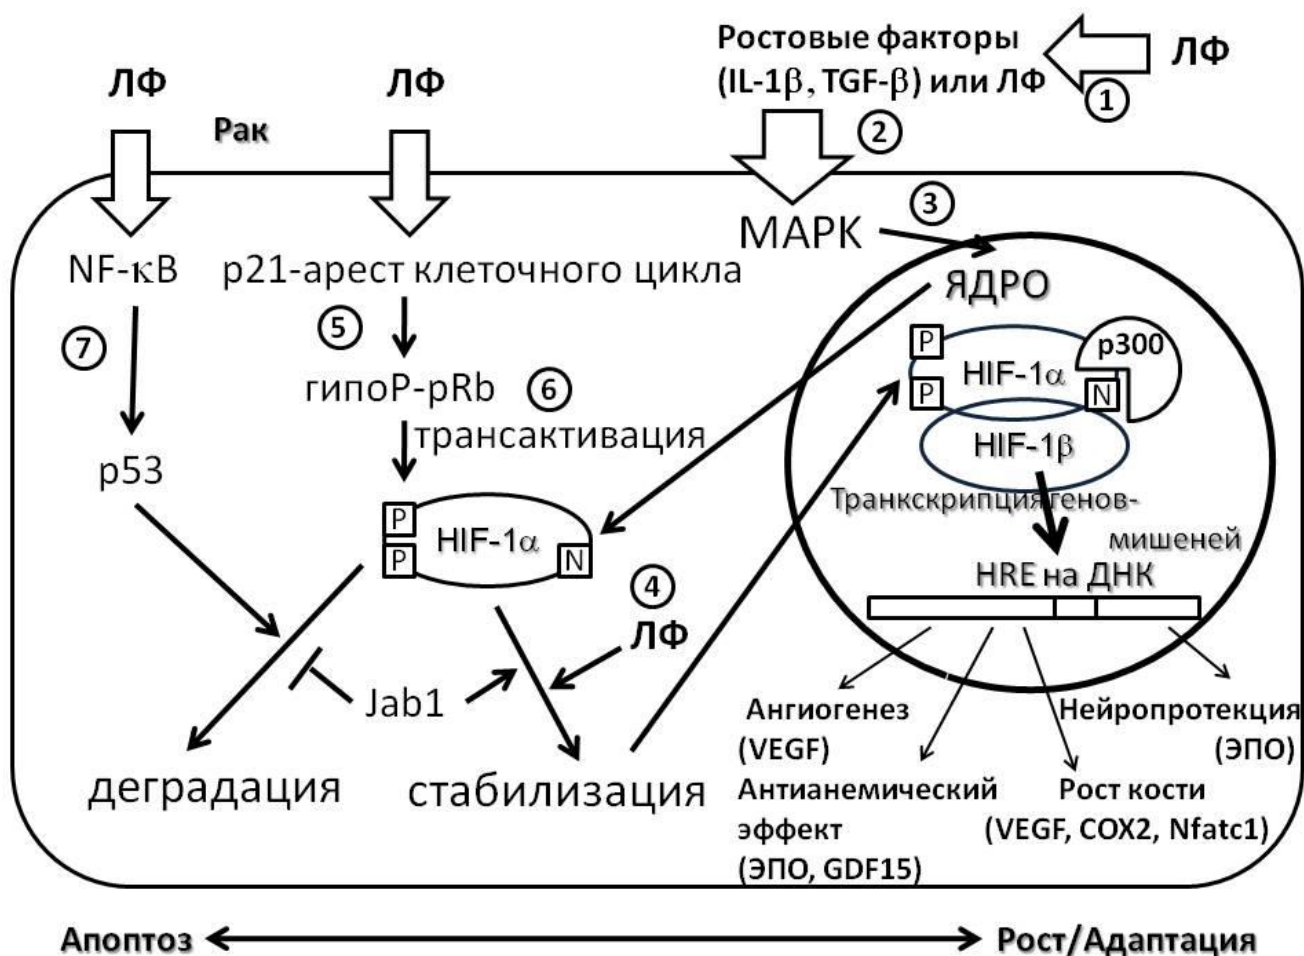 Ростовые факторы
(IL-1β, TGF-β) или ЛФ
ЛФ
1
ЛФ
ЛФ
Рак
2
3
МАРК
NF-κB
p21-арест клеточного цикла
ЯДРО
5
7
P
HIF-1α
p300
P
N
гипоР-pRb
6
трансактивация
HIF-1β
p53
Транкскрипция генов-
мишеней
P
HIF-1α
P
N
HRE на ДНК
4
ЛФ
Jab1
Ангиогенез
(VEGF)
Нейропротекция
(ЭПО)
деградация
стабилизация
Антианемический
эффект
(ЭПО, GDF15)
Рост кости
(VEGF, COX2, Nfatc1)
Апоптоз
Рост/Адаптация